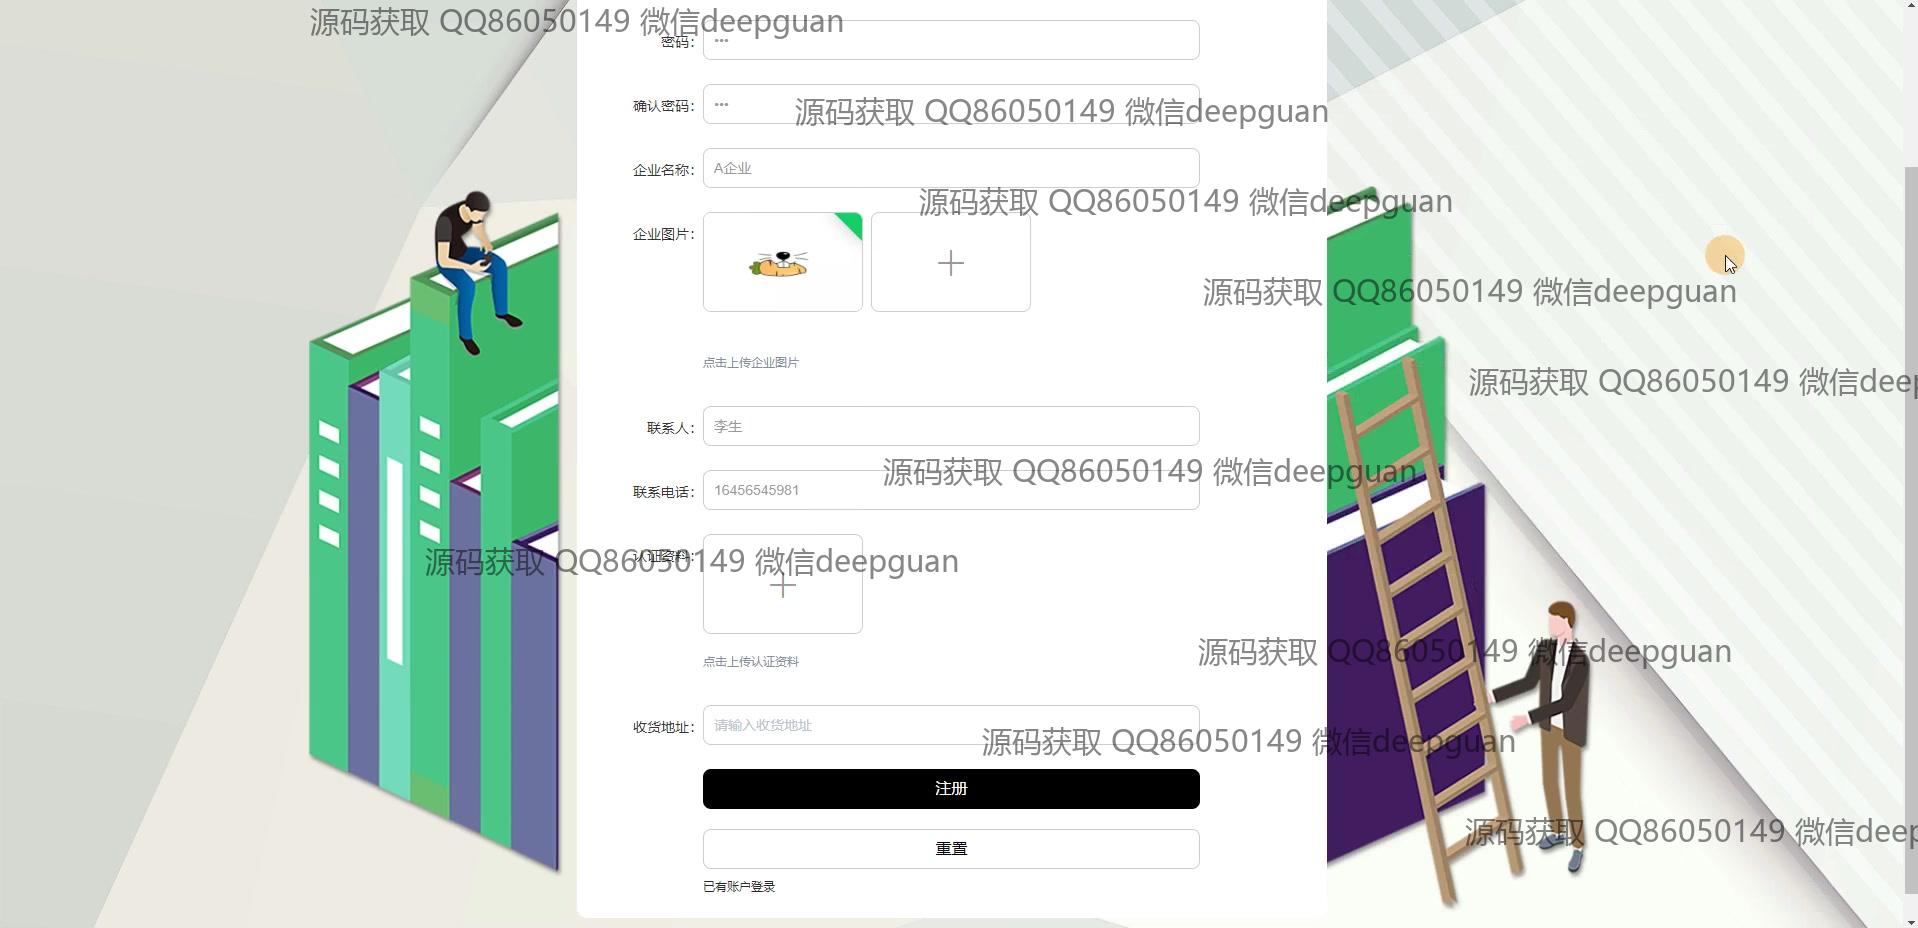 源码获取 QQ86050149 微信deepguan
密码：
•••
确认密码：
•••
源码获取 QQ86050149 微信deepguan
企业名称：
A企业
源码获取 QQ86050149 微信deepguan
企业图片：
源码获取 QQ86050149 微信deepguan
点击上传企业图片
源码获取 QQ86050149 微信deep
联系人：
李生
源码获取 QQ86050149 微信deepguan
联系电话：
16456545981
认证资料：
源码获取 QQ86050149 微信deepguan
源码获取 QQ86050149 微信deepguan
点击上传认证资料
收货地址：
请输入收货地址
源码获取 QQ86050149 微信deepguan
注册
源码获取 QQ86050149 微信deep
重置
已有账户登录